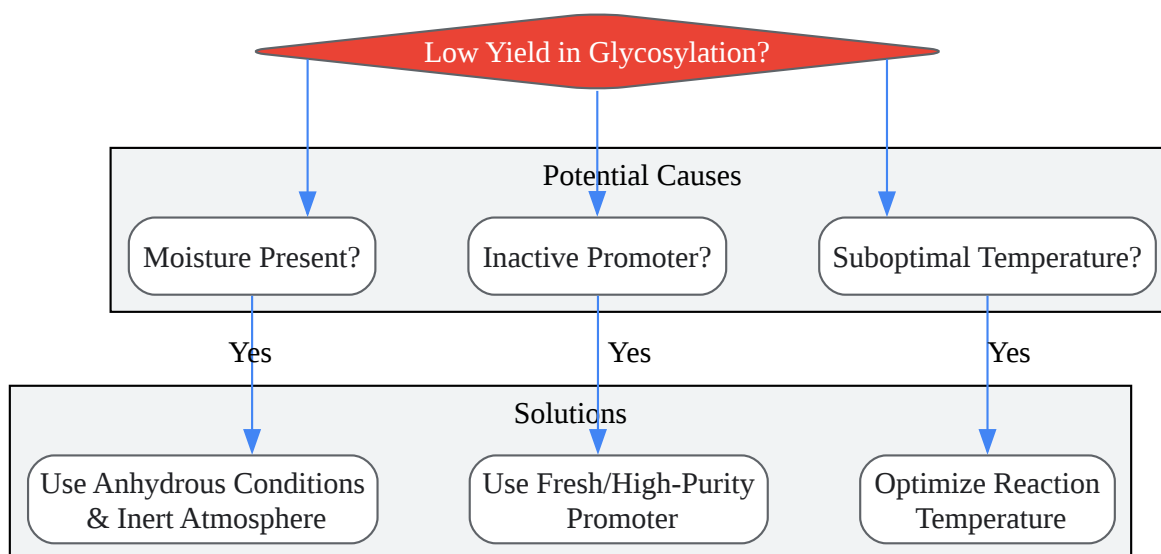 Low Yield in Glycosylation?
Potential Causes
Moisture Present?
Inactive Promoter?
Suboptimal Temperature?
Yes
Yes
Yes
Solutions
Use Anhydrous Conditions
& Inert Atmosphere
Use Fresh/High-Purity
Promoter
Optimize Reaction
Temperature